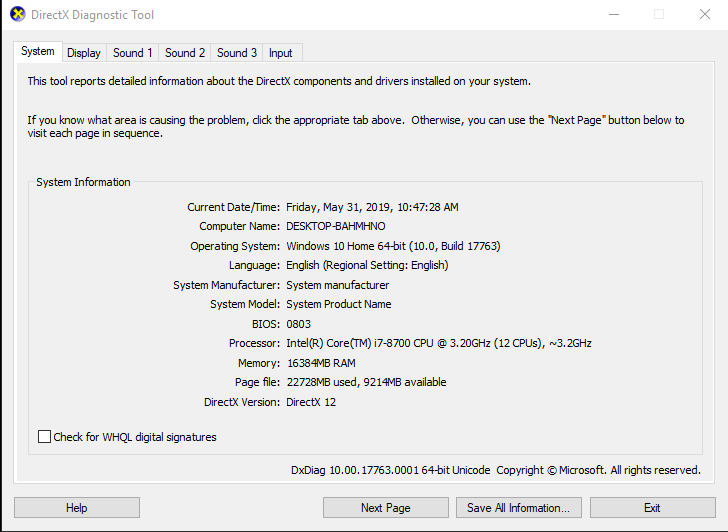 DirectX Diagnostic Tool
System Display Sound 1 Sound 2 Sound 3 Input
This tool reports detailed information about the DirectX components and drivers installed on your system.
If you know what area is causing the problem, click the appropriate tab above. Otherwise, you can use the "Next Page" button below to
visit each page in sequence.
System Information
Current Date/Time: Friday, May 31, 2019, 10:47:28 AM
Computer Name: DESKTOP-BAHMHNO
Operating System: Windows 10 Home 64-bit (10.0, Build 17763)
Language: English (Regional Setting: English)
System Manufacturer: System manufacturer
System Model: System Product Name
BIOS: 0803
Processor: Intel(R) Core(TM) i7-8700 CPU @ 3.20GHz (12 CPUs), ~3.2GHz
Memory: 16384MB RAM
Page file: 22728MB used, 9214MB available
DirectX Version: DirectX 12
Check for WHQL digital signatures
DxDiag 10.00.17763.0001 64-bit Unicode Copyright © Microsoft. All rights reserved.
Help Next Page Save All Information... Exit